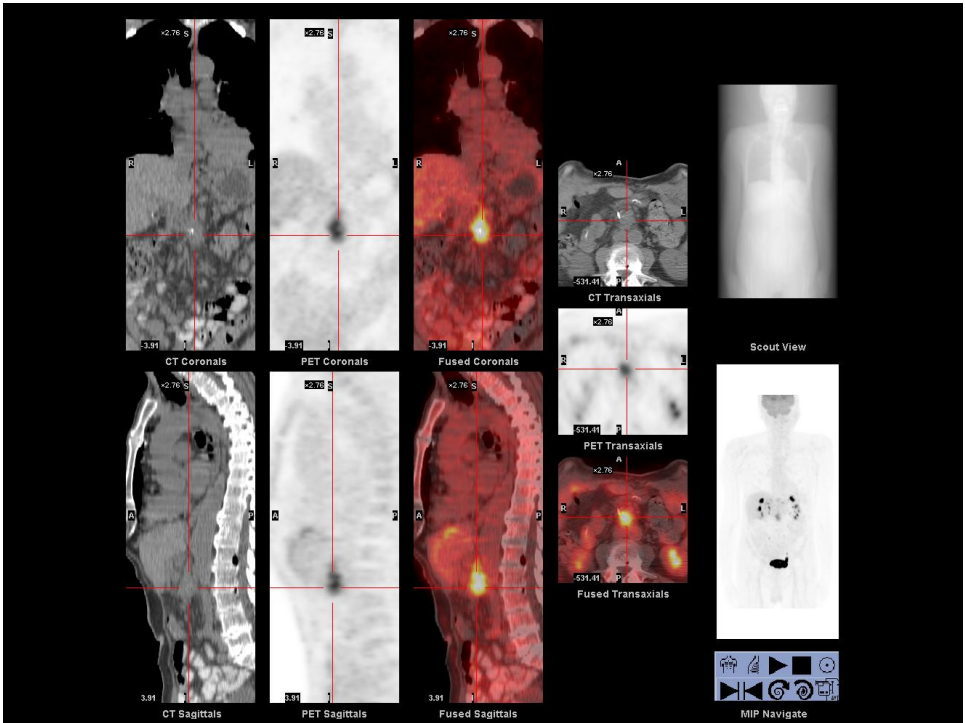 ×2.76 S
×2.76 S
×2.76 S
R
L
R
L
R
L
-3.91
I
-3.91
I
-3.91
I
CT Coronals
PET Coronals
Fused Coronals
A
×2.76
R
L
-531.41
P
CT Transaxials
A
×2.76
R
L
-531.41
P
PET Transaxials
A
×2.76
R
L
-531.41
P
Fused Transaxials
Scout View
×2.76 S
×2.76 S
×2.76 S
A
P
A
P
A
P
3.91
I
3.91
I
3.91
I
CT Sagittals
PET Sagittals
Fused Sagittals
MIP Navigate